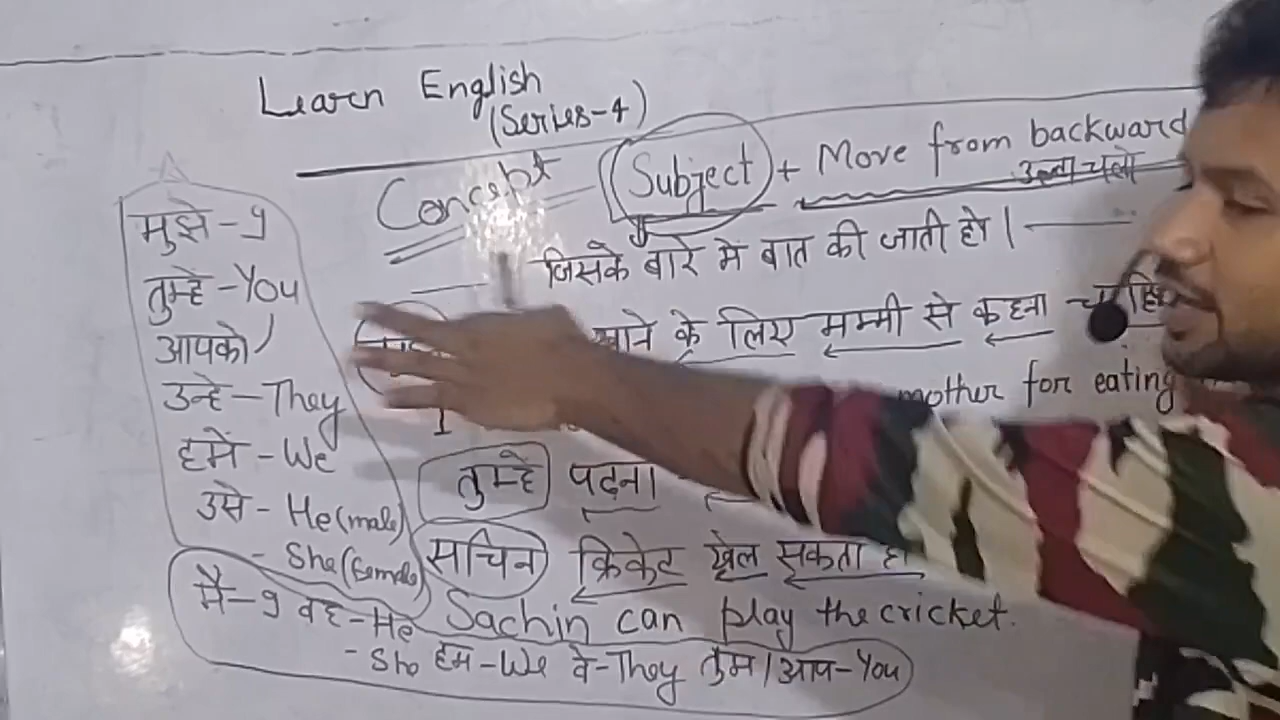 Learn English
(Series-4)
Concept (Subject) + Move from backward
उल्टा चलो
जिसके बारे मे बात की जाती हो।
मुझे - I
तुम्हे - You
आपको
उन्हे - They
हमें - We
उसे - He (male)
- She (female)
खाने के लिए मम्मी से कहना
mother for eating
I
तुम्हे पढना
सचिन क्रिकेट खेल सकता है
Sachin can play the cricket.
मै - I वह - He
- She हम - We वे - They तुम / आप - You